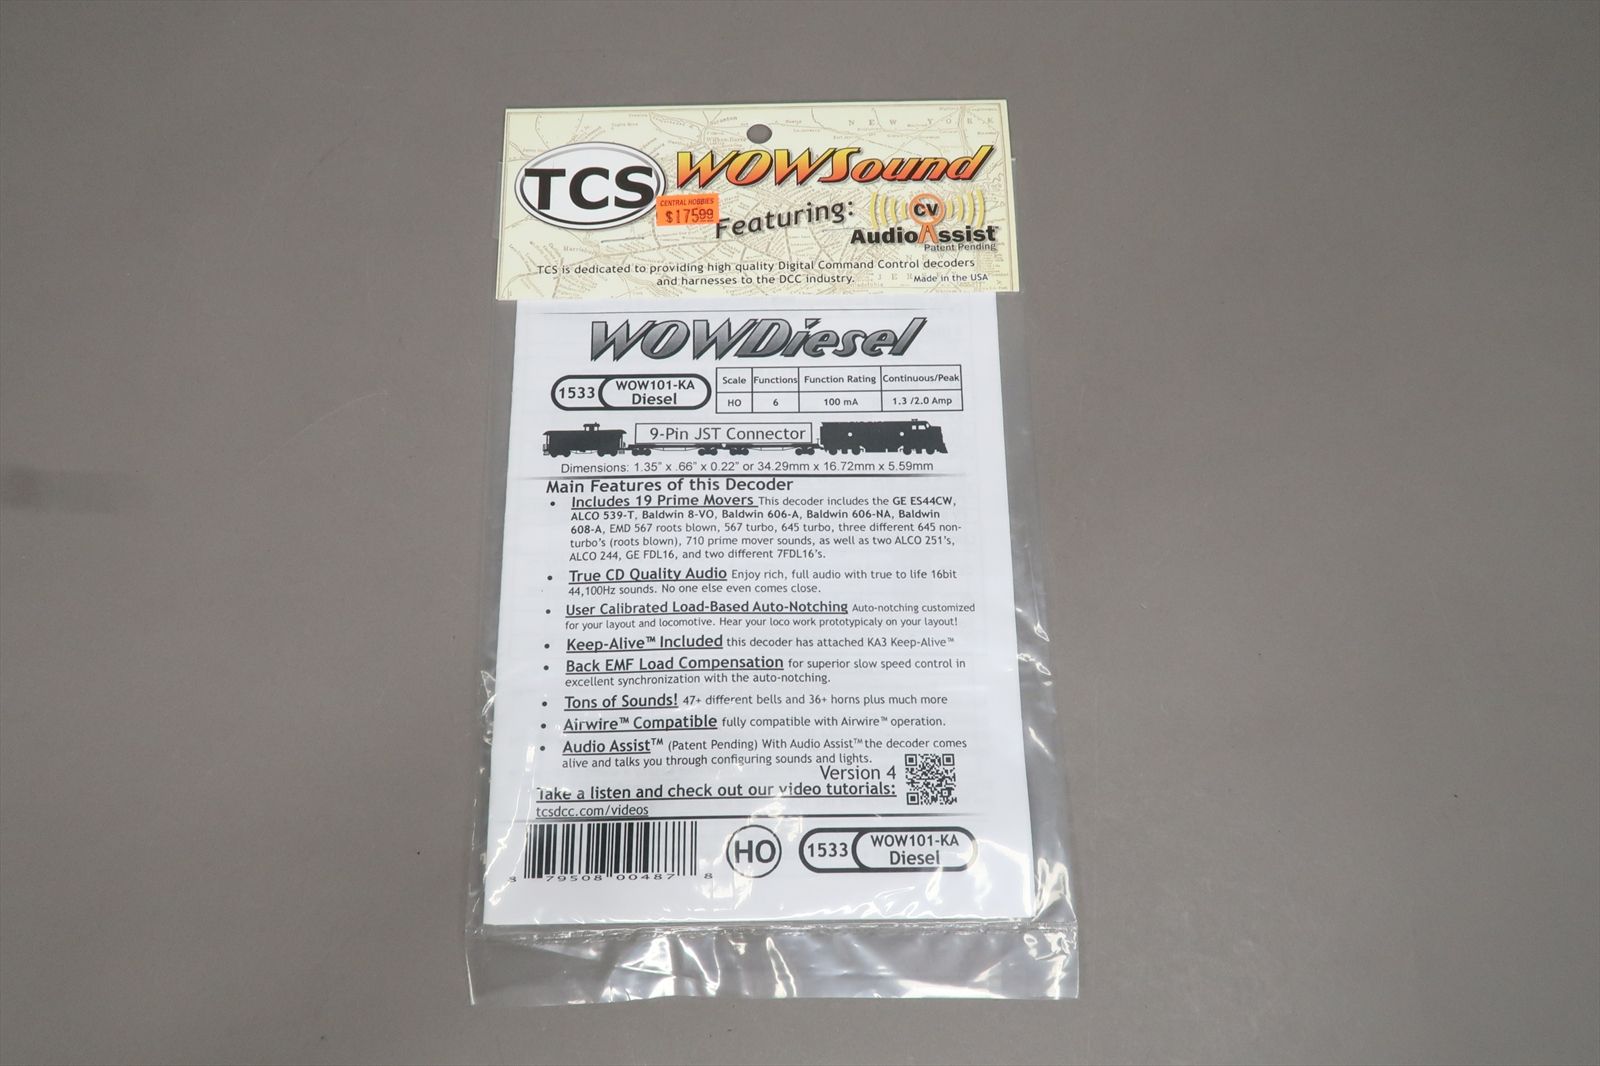 TCS
WOWSound
CENTRAL HOBBIES
$175⁹⁹
Featuring:
CV
AudioAssist™
Patent Pending
TCS is dedicated to providing high quality Digital Command Control decoders
and harnesses to the DCC industry.
Made in the USA
NEW YORK
WOWDiesel
1533 WOW101-KA
Diesel
Scale Functions Function Rating Continuous/Peak
HO 6 100 mA 1.3 /2.0 Amp
9-Pin JST Connector
Dimensions: 1.35” x .66” x 0.22” or 34.29mm x 16.72mm x 5.59mm
Main Features of this Decoder
• Includes 19 Prime Movers This decoder includes the GE ES44CW,
ALCO 539-T, Baldwin 8-VO, Baldwin 606-A, Baldwin 606-NA, Baldwin
608-A, EMD 567 roots blown, 567 turbo, 645 turbo, three different 645 non-
turbo's (roots blown), 710 prime mover sounds, as well as two ALCO 251's,
ALCO 244, GE FDL16, and two different 7FDL16's.
• True CD Quality Audio Enjoy rich, full audio with true to life 16bit
44,100Hz sounds. No one else even comes close.
• User Calibrated Load-Based Auto-Notching Auto-notching customized
for your layout and locomotive. Hear your loco work prototypicaly on your layout!
• Keep-Alive™ Included this decoder has attached KA3 Keep-Alive™
• Back EMF Load Compensation for superior slow speed control in
excellent synchronization with the auto-notching.
• Tons of Sounds! 47+ different bells and 36+ horns plus much more
• Airwire™ Compatible fully compatible with Airwire™ operation.
• Audio Assist™ (Patent Pending) With Audio Assist™ the decoder comes
alive and talks you through configuring sounds and lights.
Version 4
Take a listen and check out our video tutorials:
tcsdcc.com/videos
8 79508 00487 8
HO
1533 WOW101-KA
Diesel